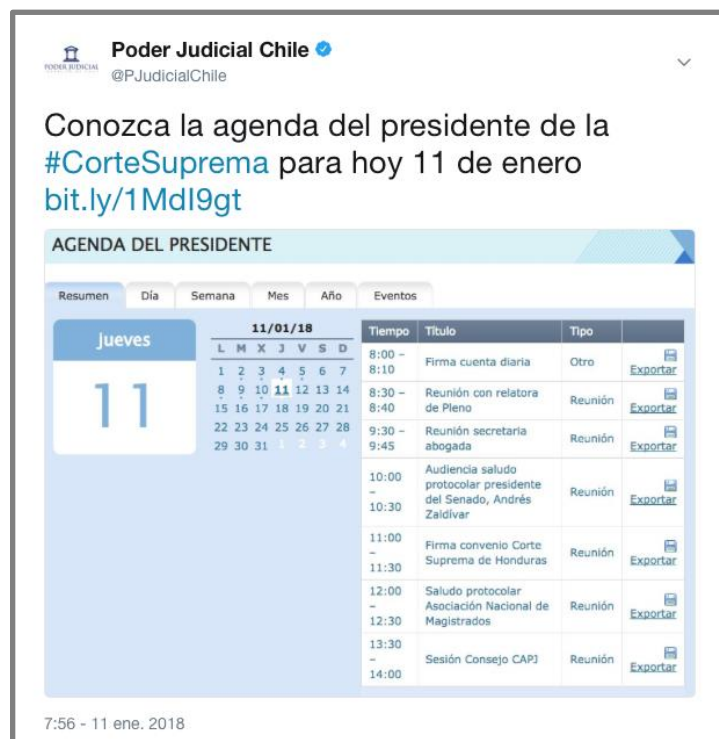 Poder Judicial Chile
PODER JUDICIAL
@PJudicialChile
Conozca la agenda del presidente de la
#CorteSuprema para hoy 11 de enero
bit.ly/1MdI9gt
AGENDA DEL PRESIDENTE
Resumen Día Semana Mes Año Eventos
Jueves
11
11/01/18
L M X J V S D
1 2 3 4 5 6 7
8 9 10 11 12 13 14
15 16 17 18 19 20 21
22 23 24 25 26 27 28
29 30 31 1 2 3 4
Tiempo Título Tipo
8:00 –
8:10
Firma cuenta diaria
Otro
Exportar
8:30 –
8:40
Reunión con relatora
de Pleno
Reunión
Exportar
9:30 –
9:45
Reunión secretaria
abogada
Reunión
Exportar
10:00
–
10:30
Audiencia saludo
protocolar presidente
del Senado, Andrés
Zaldívar
Reunión
Exportar
11:00
–
11:30
Firma convenio Corte
Suprema de Honduras
Reunión
Exportar
12:00
–
12:30
Saludo protocolar
Asociación Nacional de
Magistrados
Reunión
Exportar
13:30
–
14:00
Sesión Consejo CAPJ
Reunión
Exportar
7:56 - 11 ene. 2018